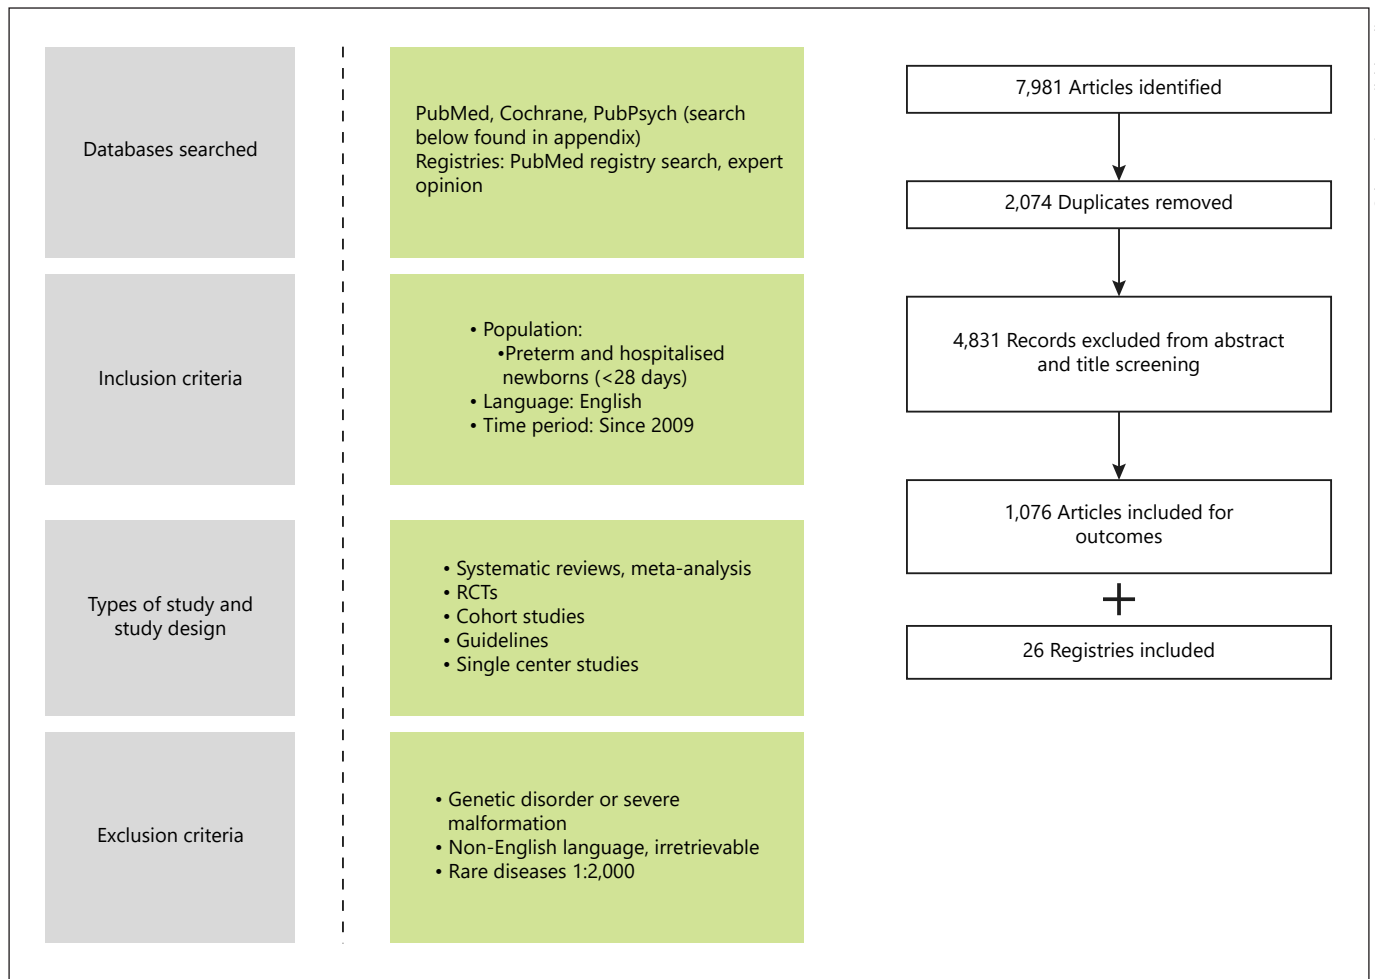 Databases searched
PubMed, Cochrane, PubPsych (search
below found in appendix)
Registries: PubMed registry search, expert
opinion
Inclusion criteria
• Population:
•Preterm and hospitalised
newborns (<28 days)
• Language: English
• Time period: Since 2009
Types of study and
study design
• Systematic reviews, meta-analysis
• RCTs
• Cohort studies
• Guidelines
• Single center studies
Exclusion criteria
• Genetic disorder or severe
malformation
• Non-English language, irretrievable
• Rare diseases 1:2,000
7,981 Articles identified
2,074 Duplicates removed
4,831 Records excluded from abstract
and title screening
1,076 Articles included for
outcomes
+
26 Registries included